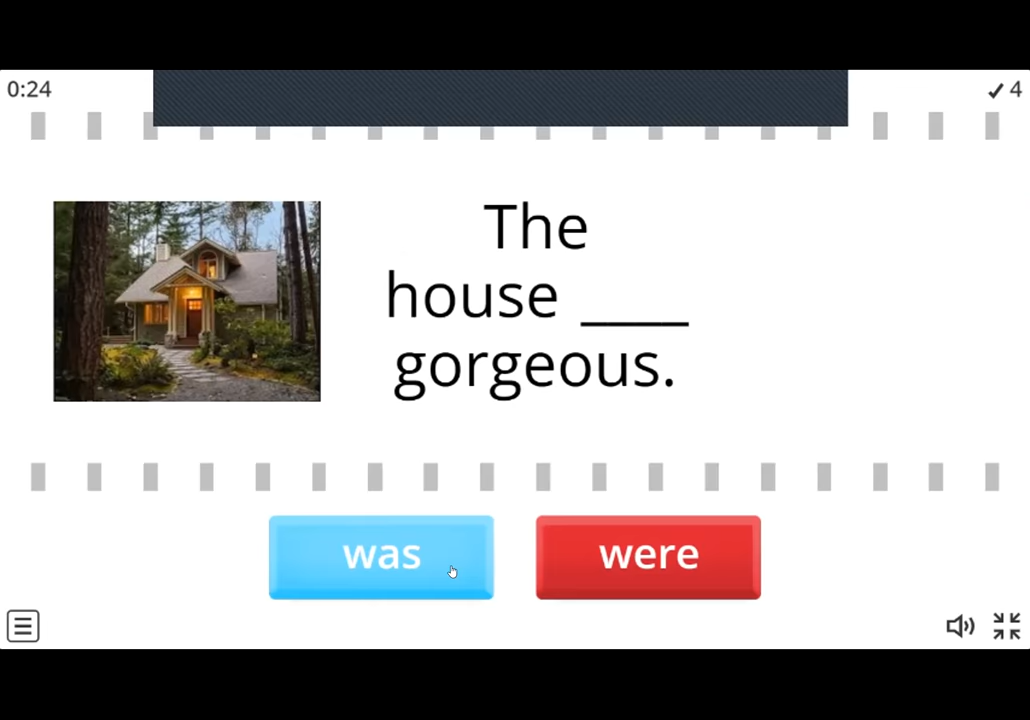 0:24
✓ 4
The
house ____
gorgeous.
was
were